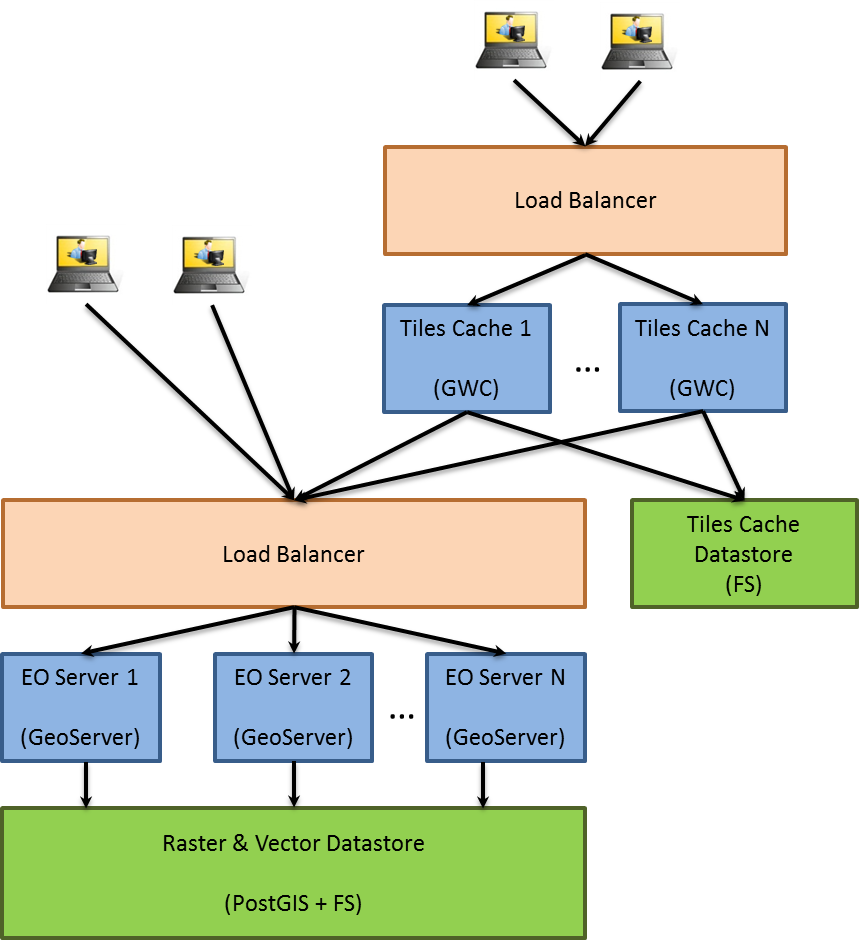 Load Balancer
Tiles Cache 1
(GWC)
...
Tiles Cache N
(GWC)
Load Balancer
Tiles Cache
Datastore
(FS)
EO Server 1
(GeoServer)
EO Server 2
(GeoServer)
...
EO Server N
(GeoServer)
Raster & Vector Datastore
(PostGIS + FS)